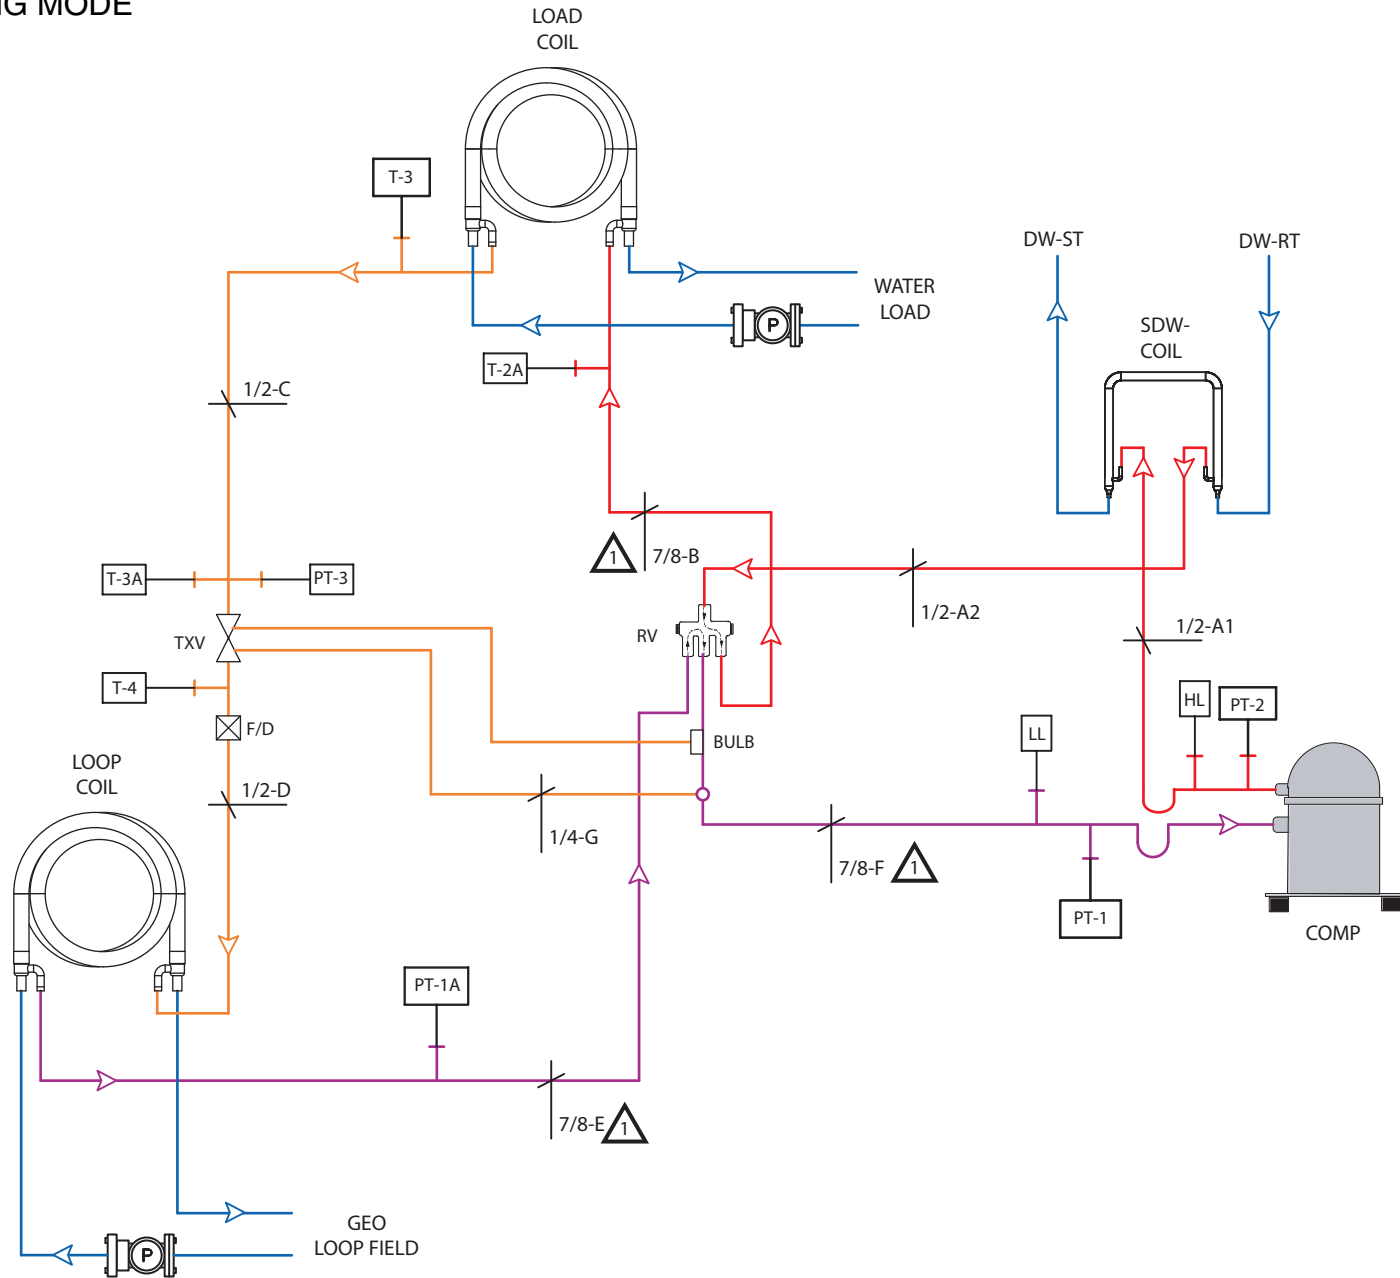 MODE
LOAD
COIL
T-3
DW-ST
DW-RT
WATER
LOAD
P
SDW-
COIL
T-2A
1/2-C
1
7/8-B
T-3A
PT-3
1/2-A2
RV
1/2-A1
TXV
T-4
HL
PT-2
F/D
LL
BULB
LOOP
COIL
1/2-D
1/4-G
7/8-F
1
PT-1
COMP
PT-1A
7/8-E
1
GEO
LOOP FIELD
P